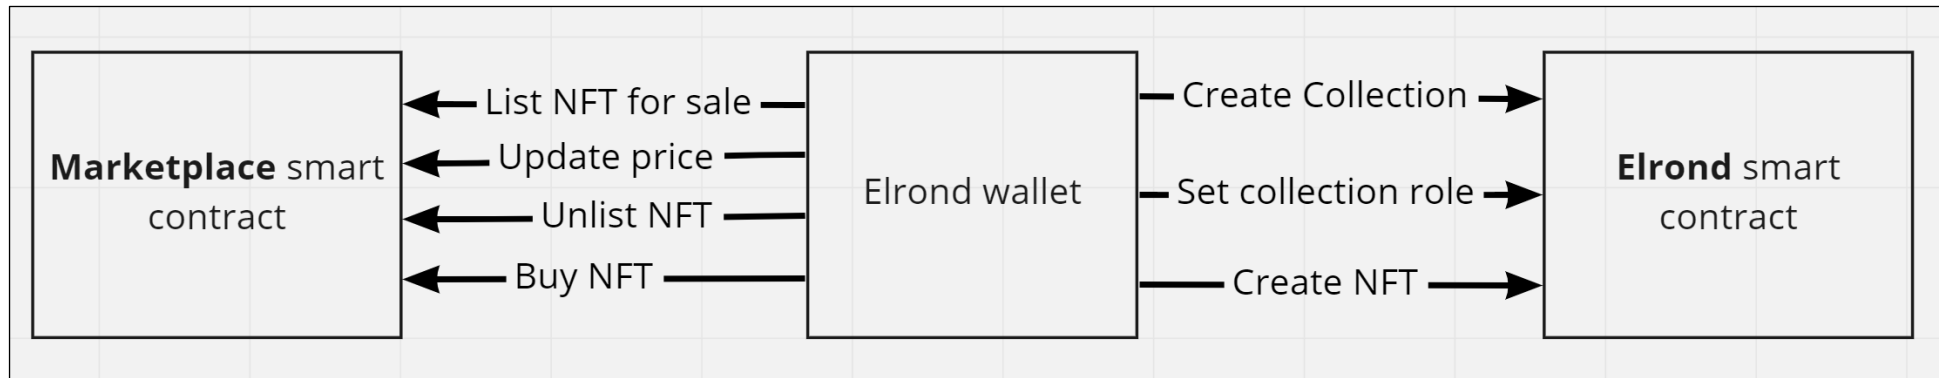 Marketplace smart
contract
List NFT for sale
Update price
Unlist NFT
Buy NFT
Elrond wallet
Create Collection
Set collection role
Create NFT
Elrond smart
contract